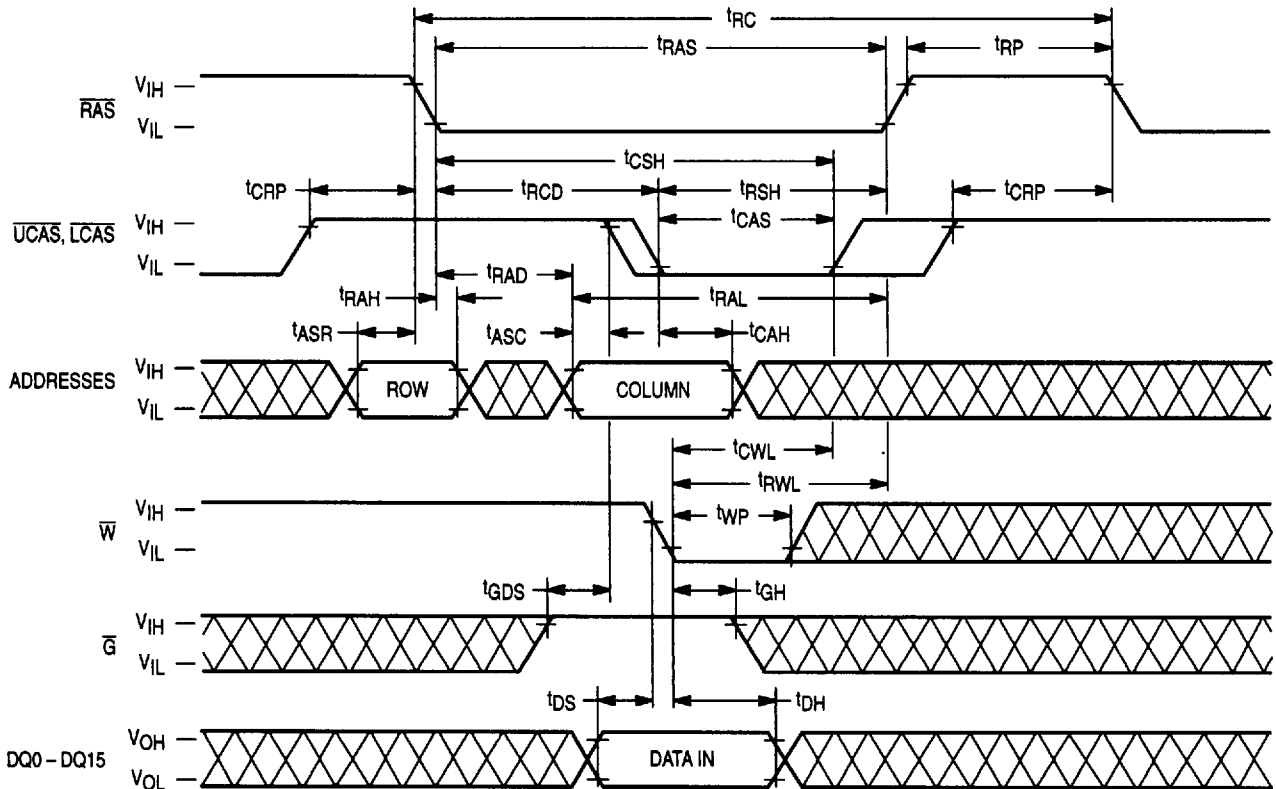 tRC
tRAS
tRP
RAS
VIH
VIL
tCSH
tCRP
tRCD
tRSH
tCRP
tCAS
UCAS, LCAS
VIH
VIL
tRAD
tRAH
tRAL
tASR
tASC
tCAH
ADDRESSES
VIH
VIL
ROW
COLUMN
tCWL
tRWL
W
VIH
VIL
tWP
tGDS
tGH
G
VIH
VIL
tDS
tDH
DQ0 – DQ15
VOH
VOL
DATA IN